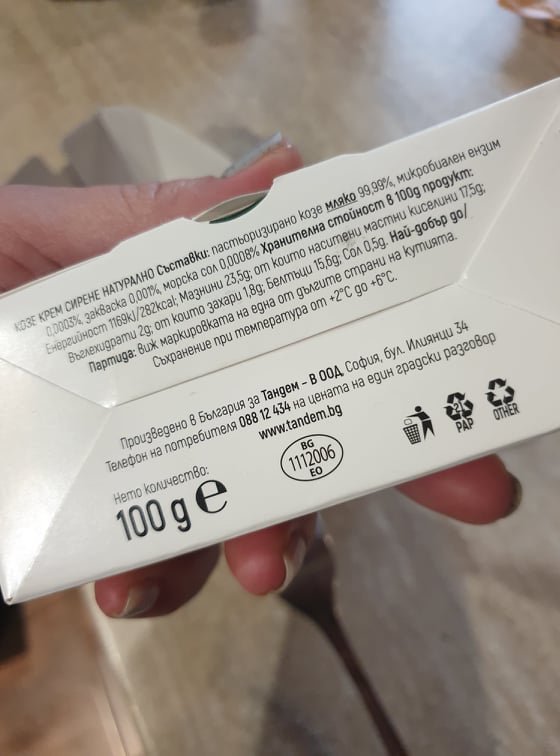 КОЗЕ КРЕМ СИРЕНЕ НАТУРАЛНО Съставки: пастьоризирано козе мляко 99,99%, микробиален ензим
0,0003%, закваска 0,001%, морска сол 0,0008% Хранителна стойност в 100g продукт:
Енергийност 1169kJ/282kcal; Мазнини 23,5g; от които наситени мастни киселини 17,5g;
Въглехидрати 2g; от които захари 1,8g; Белтъци 15,6g; Сол 0,5g. Най-добър до/
Партида: Виж маркировката на една от дългите страни на кутията.
Съхранение при температура от +2°C до +6°C.
Произведено в България за Тандем - В ООД, София, бул. Илиянци 34
Телефон на потребителя 088 12 434 на цената на един градски разговор
www.tandem.bg
Нето количество:
100 g e
BG
1112006
EO
21
PAP
OTHER